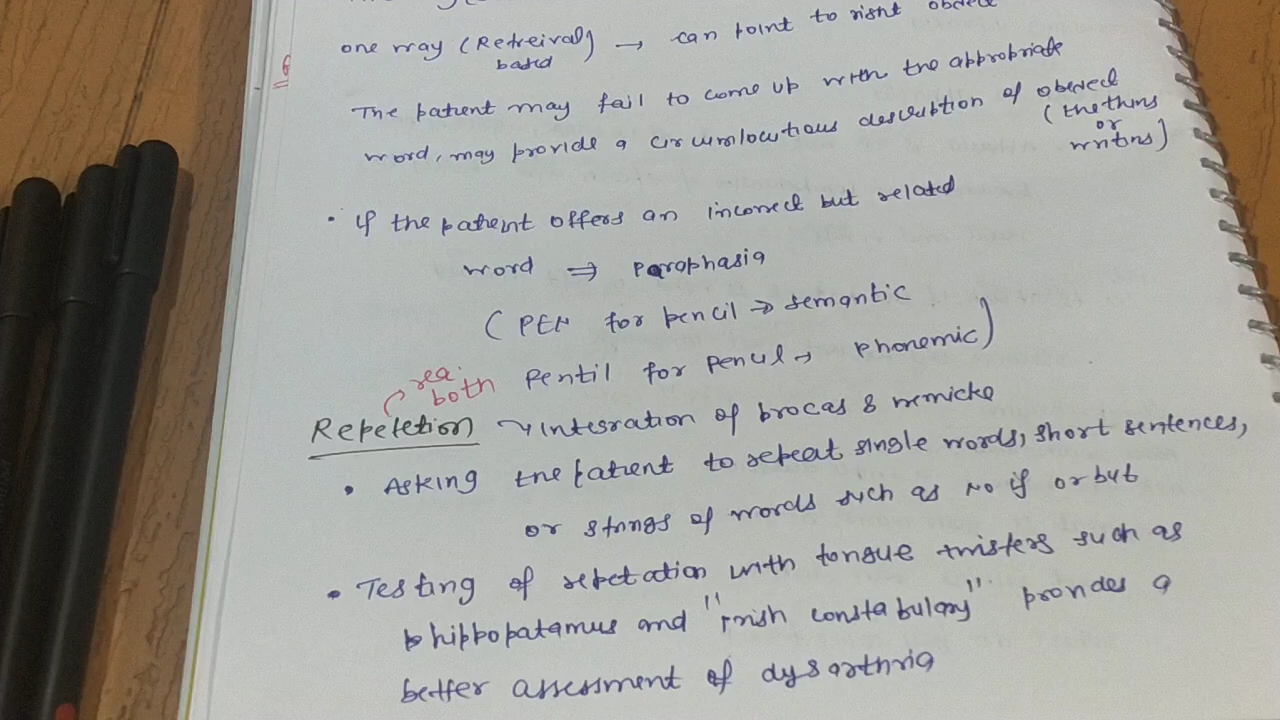 one way (Retreival) → can point to right object
based
6
The patient may fail to come up with the appropriate
word, may provide a circumlocutious description of object
(the thing
or
writing)
• if the patient offers an incorrect but related
word ⇒ Paraphasia
(PEN for pencil → semantic
Pentil for pencil → phonemic)
req.
both
Repetetion → integration of brocas & wernicke
• Asking the patient to repeat single words, short sentences,
or strings of words such as No if or but
• Testing of repetation with tongue twisters such as
hippopatamus and "irish constabulary" provides a
better assessment of dysarthria